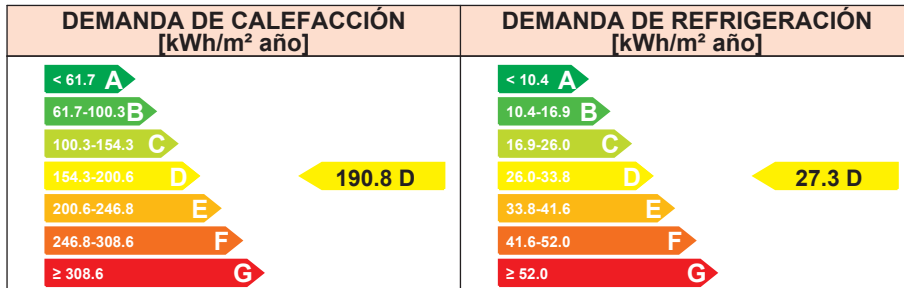 DEMANDA DE CALEFACCIÓN
[kWh/m² año]
< 61.7 A
61.7-100.3 B
100.3-154.3 C
154.3-200.6 D
190.8 D
200.6-246.8 E
246.8-308.6 F
≥ 308.6 G
DEMANDA DE REFRIGERACIÓN
[kWh/m² año]
< 10.4 A
10.4-16.9 B
16.9-26.0 C
26.0-33.8 D
27.3 D
33.8-41.6 E
41.6-52.0 F
≥ 52.0 G